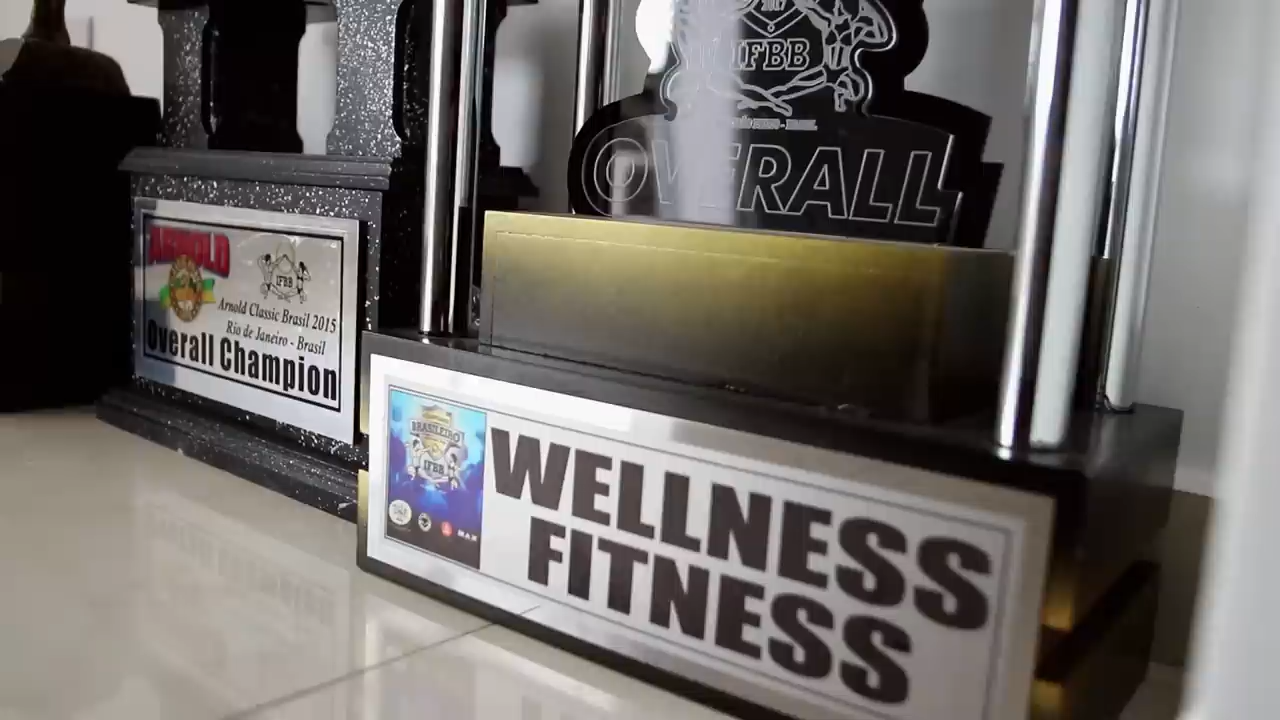 ARNOLD
IFBB
Arnold Classic Brasil 2015
Rio de Janeiro - Brasil
Overall Champion
2017
IFBB
OVERALL
BRASILEIRO
IFBB
MAX
WELLNESS
FITNESS